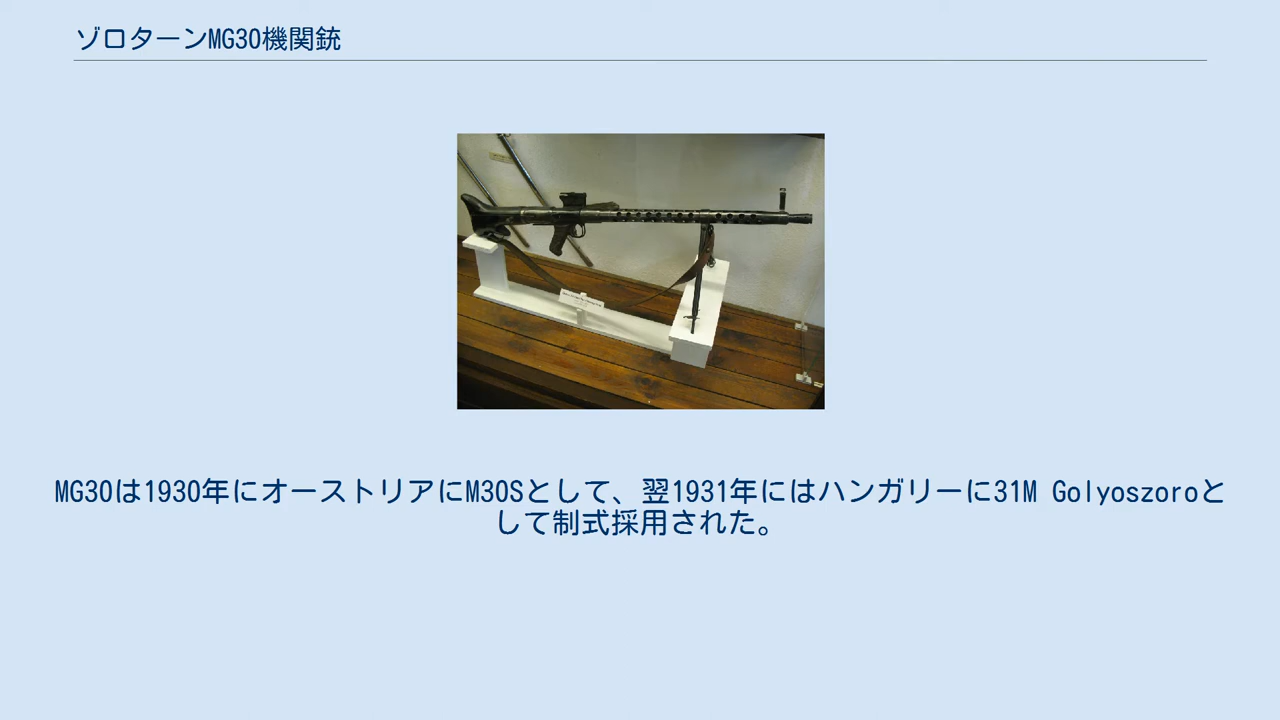 ゾロターンMG30機関銃
MG30は1930年にオーストリアにM30Sとして、翌1931年にはハンガリーに31M Golyoszoroと
して制式採用された。